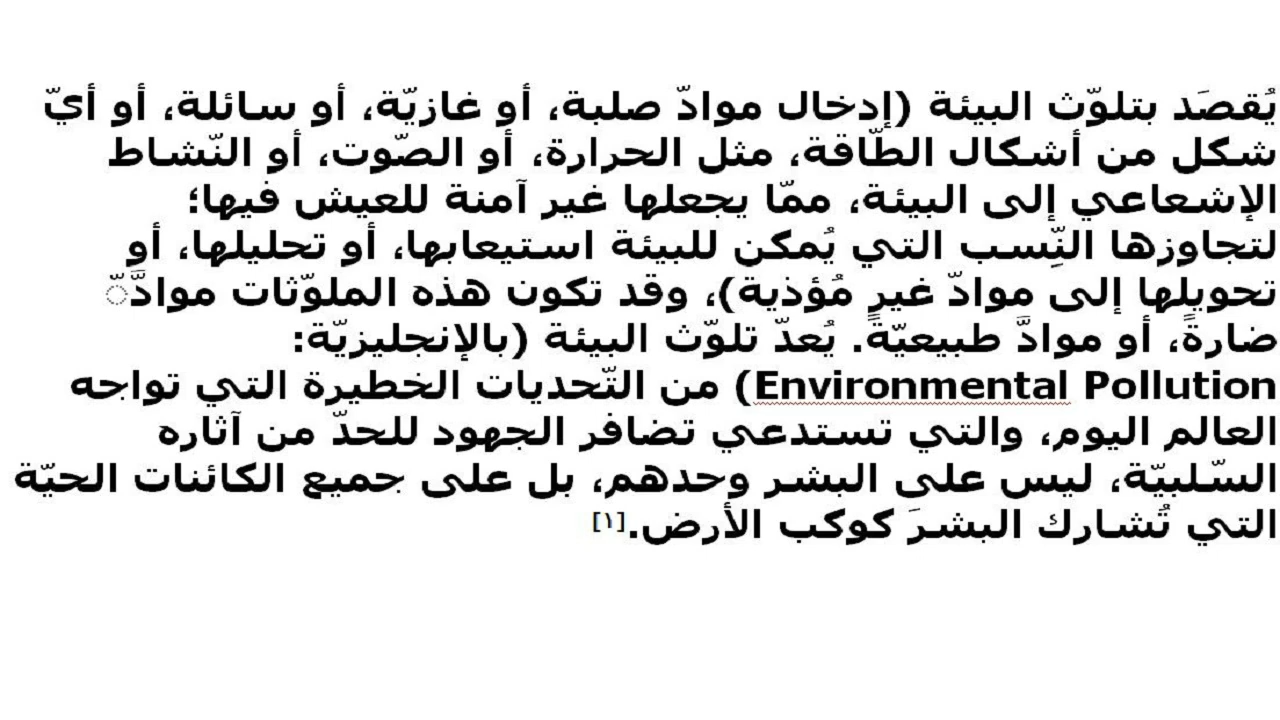 يُقصَد بتلوّث البيئة (إدخال موادّ صلبة، أو غازيّة، أو سائلة، أو أيّ
شكل من أشكال الطّاقة، مثل الحرارة، أو الصّوت، أو النّشاط
الإشعاعي إلى البيئة، ممّا يجعلها غير آمنة للعيش فيها؛
لتجاوزها النِّسب التي يُمكن للبيئة استيعابها، أو تحليلها، أو
تحويلها إلى موادّ غيرِ مُؤذية)، وقد تكون هذه الملوّثات موادَّ ّ
ضارةً، أو موادَّ طبيعيّةً. يُعدّ تلوّث البيئة (بالإنجليزيّة:
Environmental Pollution) من التّحديات الخطيرة التي تواجه
العالم اليوم، والتي تستدعي تضافر الجهود للحدّ من آثاره
السّلبيّة، ليس على البشر وحدهم، بل على جميع الكائنات الحيّة
التي تُشارك البشرَ كوكب الأرض.[١]